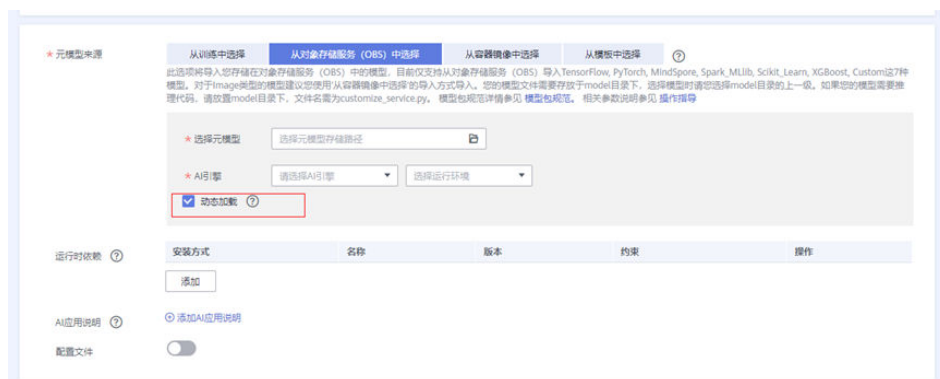 * 元模型来源
从训练中选择 从对象存储服务（OBS）中选择 从容器镜像中选择 从模板中选择 ?
此选项将导入您存储在对象存储服务（OBS）中的模型，目前仅支持从对象存储服务（OBS）导入TensorFlow, PyTorch, MindSpore, Spark_MLlib, Scikit_Learn, XGBoost, Custom这7种
模型。对于Image类型的模型建议您使用'从容器镜像中选择'的导入方式导入。您的模型文件需要存放于model目录下，选择模型时请您选择model目录的上一级。如果您的模型需要推
理代码，请放置model目录下，文件名需为customize_service.py。 模型包规范详情参见 模型包规范。 相关参数说明参见 操作指导
* 选择元模型 选择元模型存储路径
* AI引擎 请选择AI引擎 选择运行环境
动态加载 ?
运行时依赖 ? 安装方式 名称 版本 约束 操作
添加
AI应用说明 ? 添加AI应用说明
配置文件